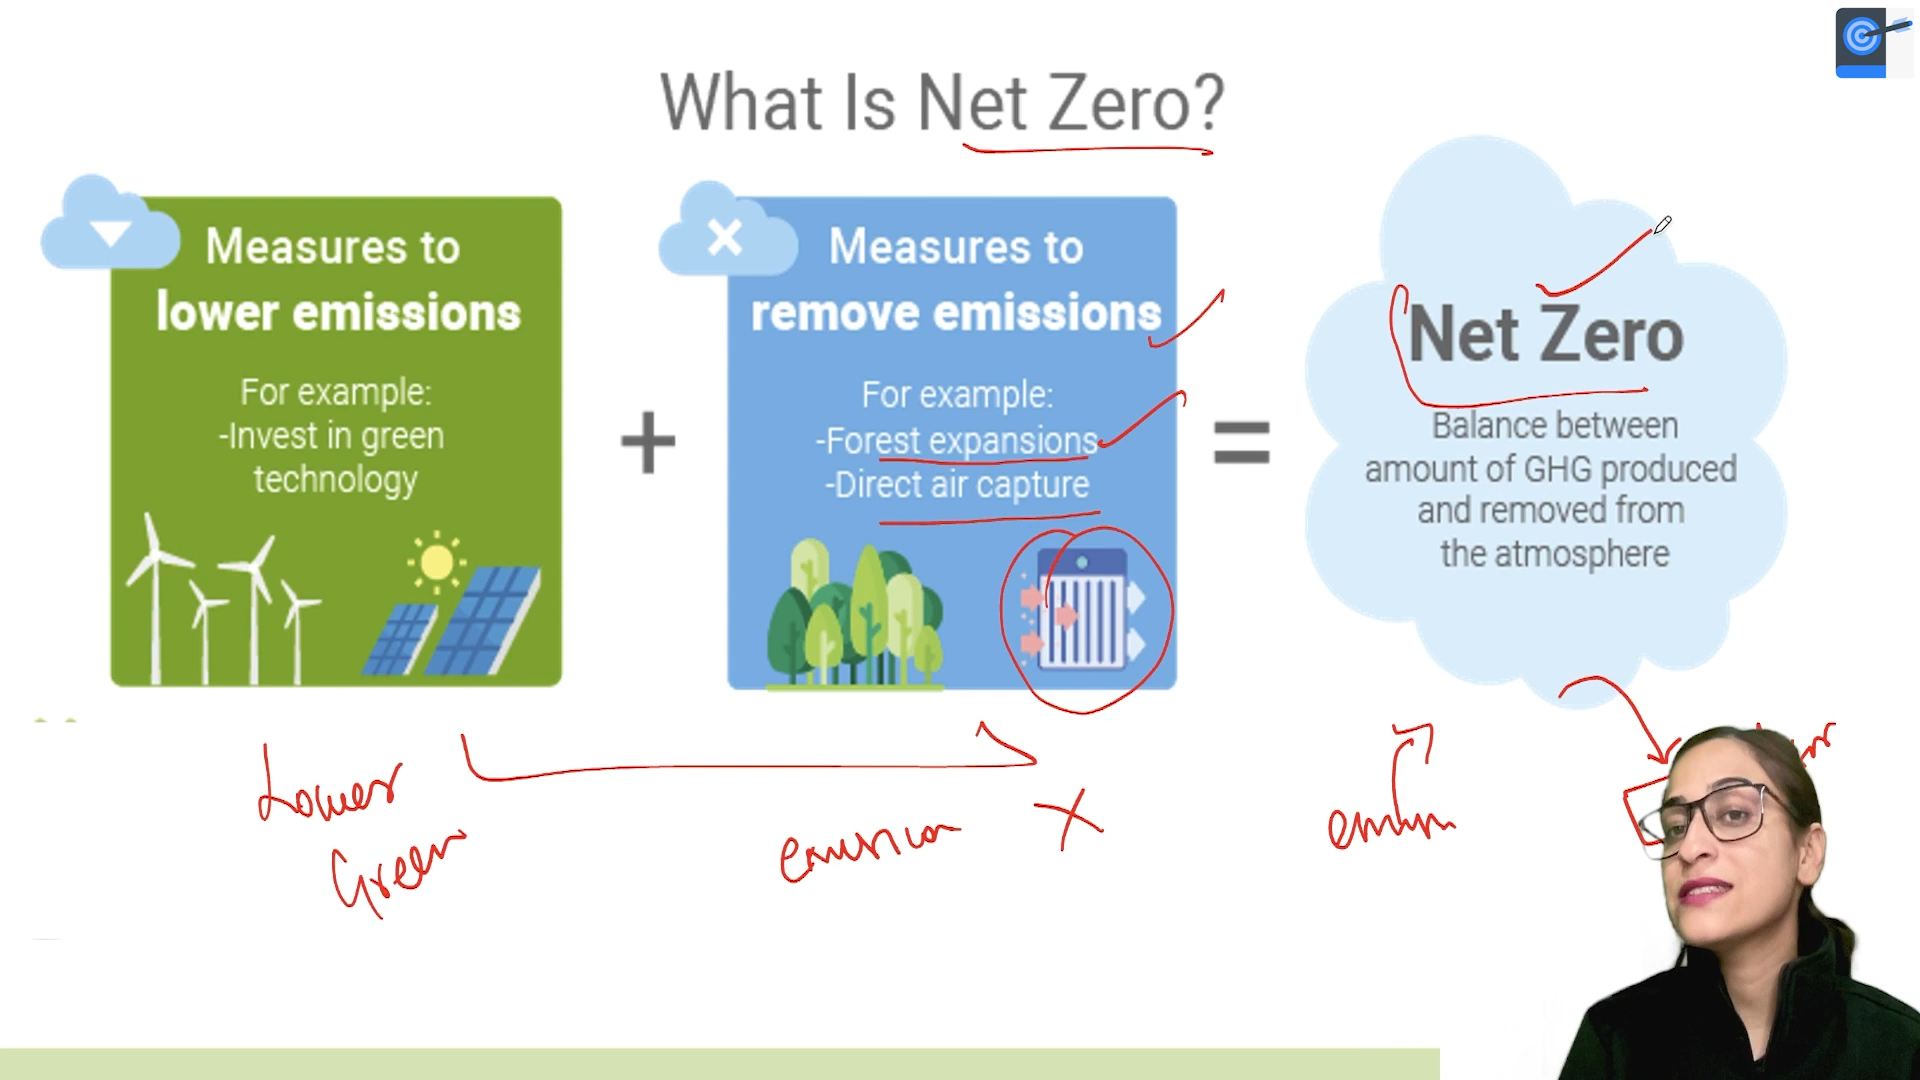 What Is Net Zero?
Measures to
lower emissions
For example:
-Invest in green
technology
+
Measures to
remove emissions
For example:
-Forest expansions
-Direct air capture
=
Net Zero
Balance between
amount of GHG produced
and removed from
the atmosphere
Lower
Green
emission